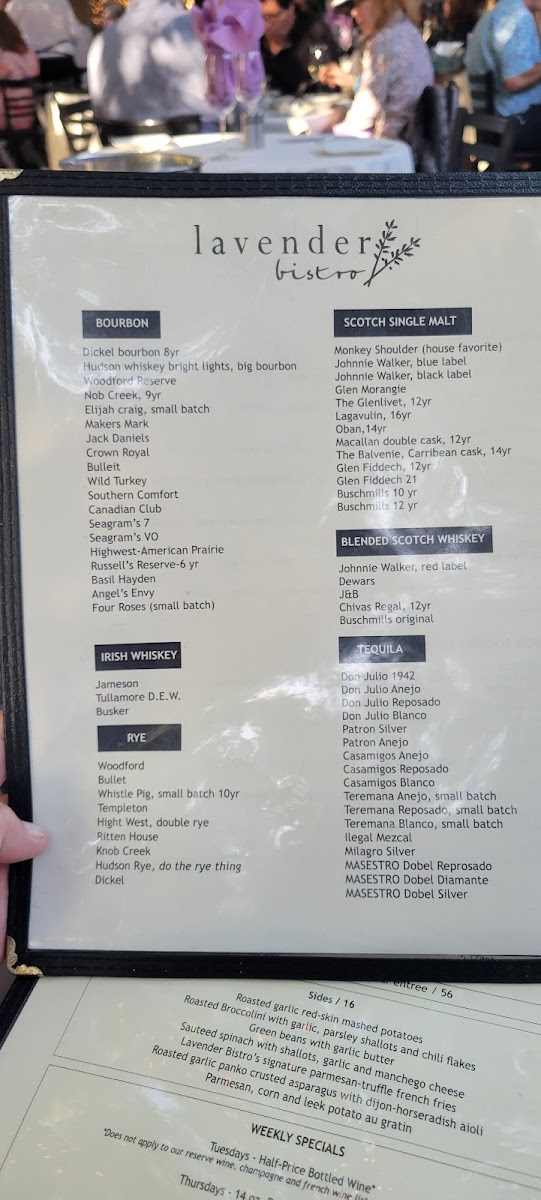 lavender
bistro
BOURBON
Dickel bourbon 8yr
Hudson whiskey bright lights, big bourbon
Woodford Reserve
Nob Creek, 9yr
Elijah craig, small batch
Makers Mark
Jack Daniels
Crown Royal
Bulleit
Wild Turkey
Southern Comfort
Canadian Club
Seagram's 7
Seagram's VO
Highwest-American Prairie
Russell's Reserve-6 yr
Basil Hayden
Angel's Envy
Four Roses (small batch)
IRISH WHISKEY
Jameson
Tullamore D.E.W.
Busker
RYE
Woodford
Bullet
Whistle Pig, small batch 10yr
Templeton
Hight West, double rye
Ritten House
Knob Creek
Hudson Rye, do the rye thing
Dickel
SCOTCH SINGLE MALT
Monkey Shoulder (house favorite)
Johnnie Walker, blue label
Johnnie Walker, black label
Glen Morangie
The Glenlivet, 12yr
Lagavulin, 16yr
Oban,14yr
Macallan double cask, 12yr
The Balvenie, Carribean cask, 14yr
Glen Fiddech, 12yr
Glen Fiddech 21
Buschmills 10 yr
Buschmills 12 yr
BLENDED SCOTCH WHISKEY
Johnnie Walker, red label
Dewars
J&B
Chivas Regal, 12yr
Buschmills original
TEQUILA
Don Julio 1942
Don Julio Anejo
Don Julio Reposado
Don Julio Blanco
Patron Silver
Patron Anejo
Casamigos Anejo
Casamigos Reposado
Casamigos Blanco
Teremana Anejo, small batch
Teremana Reposado, small batch
Teremana Blanco, small batch
Ilegal Mezcal
Milagro Silver
MASESTRO Dobel Reprosado
MASESTRO Dobel Diamante
MASESTRO Dobel Silver
entree / 56
Sides / 16
Roasted garlic red-skin mashed potatoes
Roasted Broccolini with garlic, parsley shallots and chili flakes
Green beans with garlic butter
Sauteed spinach with shallots, garlic and manchego cheese
Lavender Bistro's signature parmesan-truffle french fries
Roasted garlic panko crusted asparagus with dijon-horseradish aioli
Parmesan, corn and leek potato au gratin
WEEKLY SPECIALS
Tuesdays - Half-Price Bottled Wine*
*Does not apply to our reserve wine, champagne and french wine
Thursdays - 14 oz